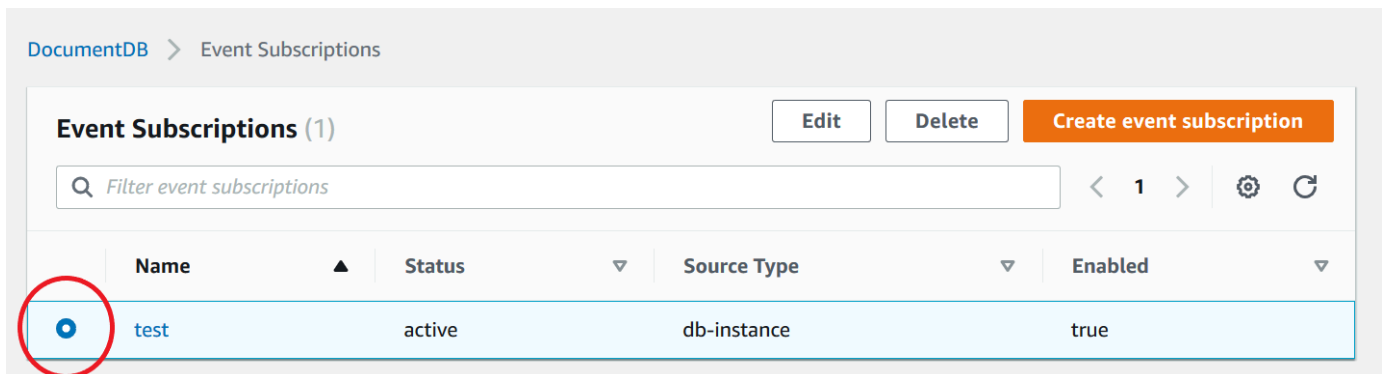 DocumentDB > Event Subscriptions
Event Subscriptions (1) Edit Delete Create event subscription
Filter event subscriptions < 1 >
Name Status Source Type Enabled
test active db-instance true